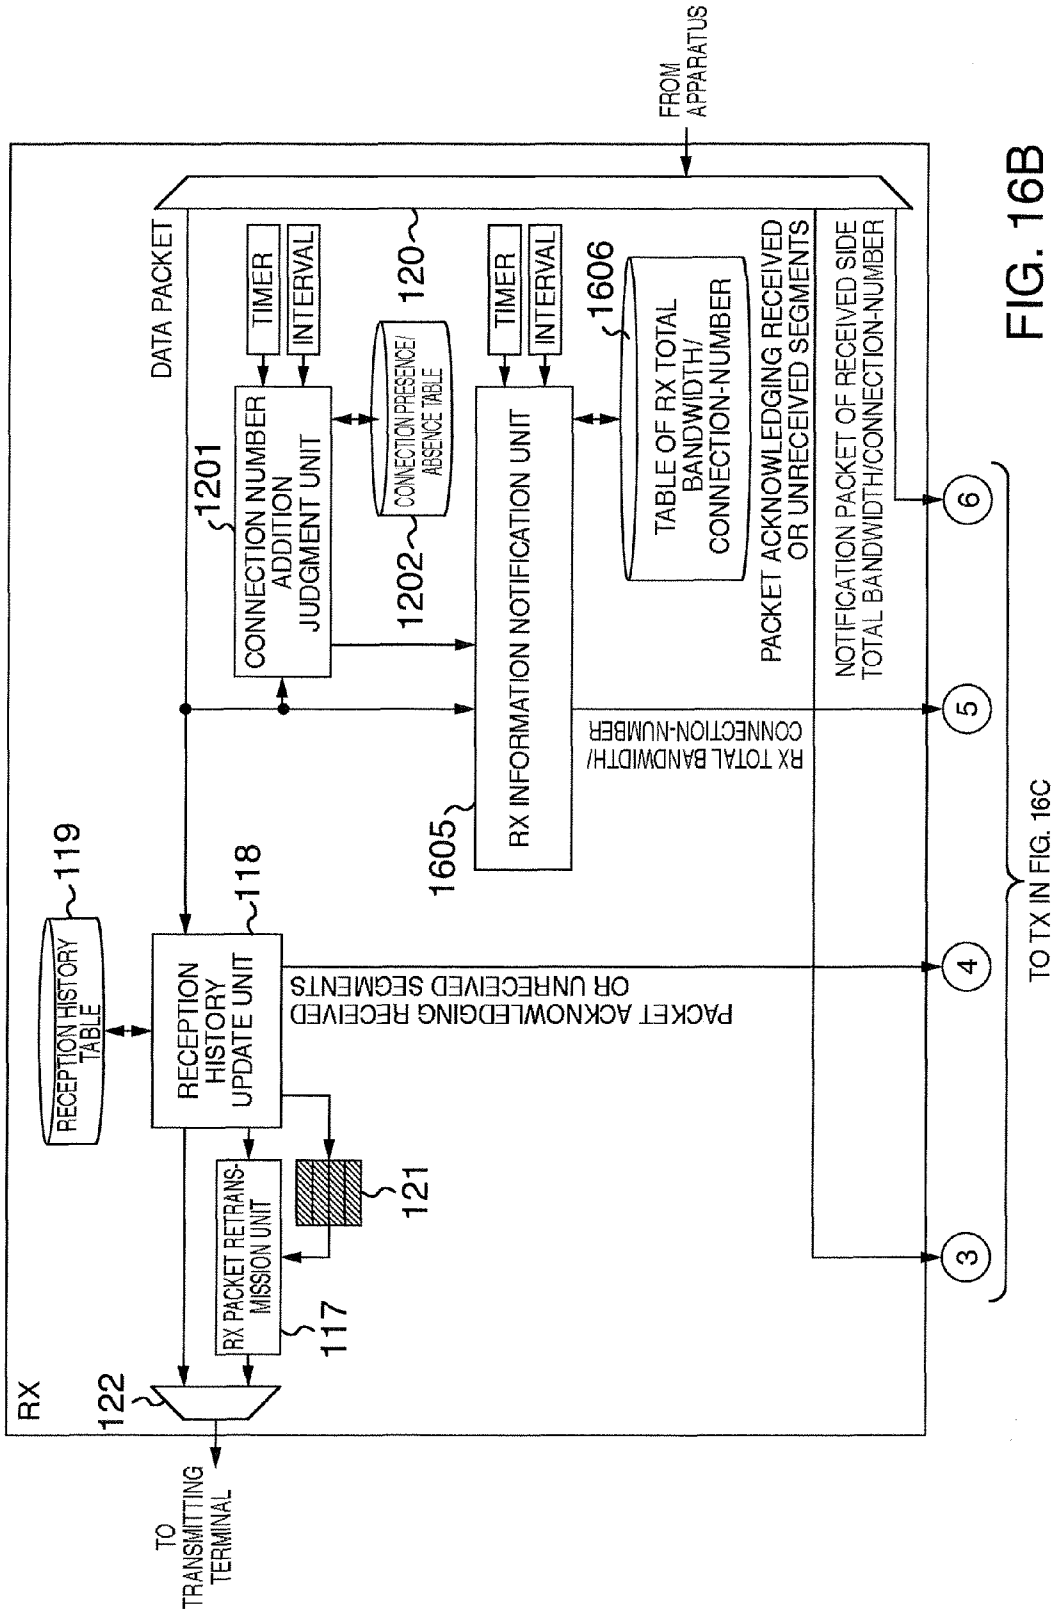 RX
TO
TRANSMITTING
TERMINAL
122
RX PACKET RETRANS-
MISSION UNIT
117
121
RECEPTION HISTORY
TABLE
119
RECEPTION
HISTORY
UPDATE UNIT
118
PACKET ACKNOWLEDGING RECEIVED
OR UNRECEIVED SEGMENTS
DATA PACKET
1201
CONNECTION NUMBER
ADDITION
JUDGMENT UNIT
TIMER
INTERVAL
1202
CONNECTION PRESENCE/
ABSENCE TABLE
120
FROM
APPARATUS
1605
RX INFORMATION NOTIFICATION UNIT
TIMER
INTERVAL
RX TOTAL BANDWIDTH/
CONNECTION-NUMBER
1606
TABLE OF RX TOTAL
BANDWIDTH/
CONNECTION-NUMBER
PACKET ACKNOWLEDGING RECEIVED
OR UNRECEIVED SEGMENTS
NOTIFICATION PACKET OF RECEIVED SIDE
TOTAL BANDWIDTH/CONNECTION-NUMBER
3
4
5
6
TO TX IN FIG. 16C
FIG. 16B